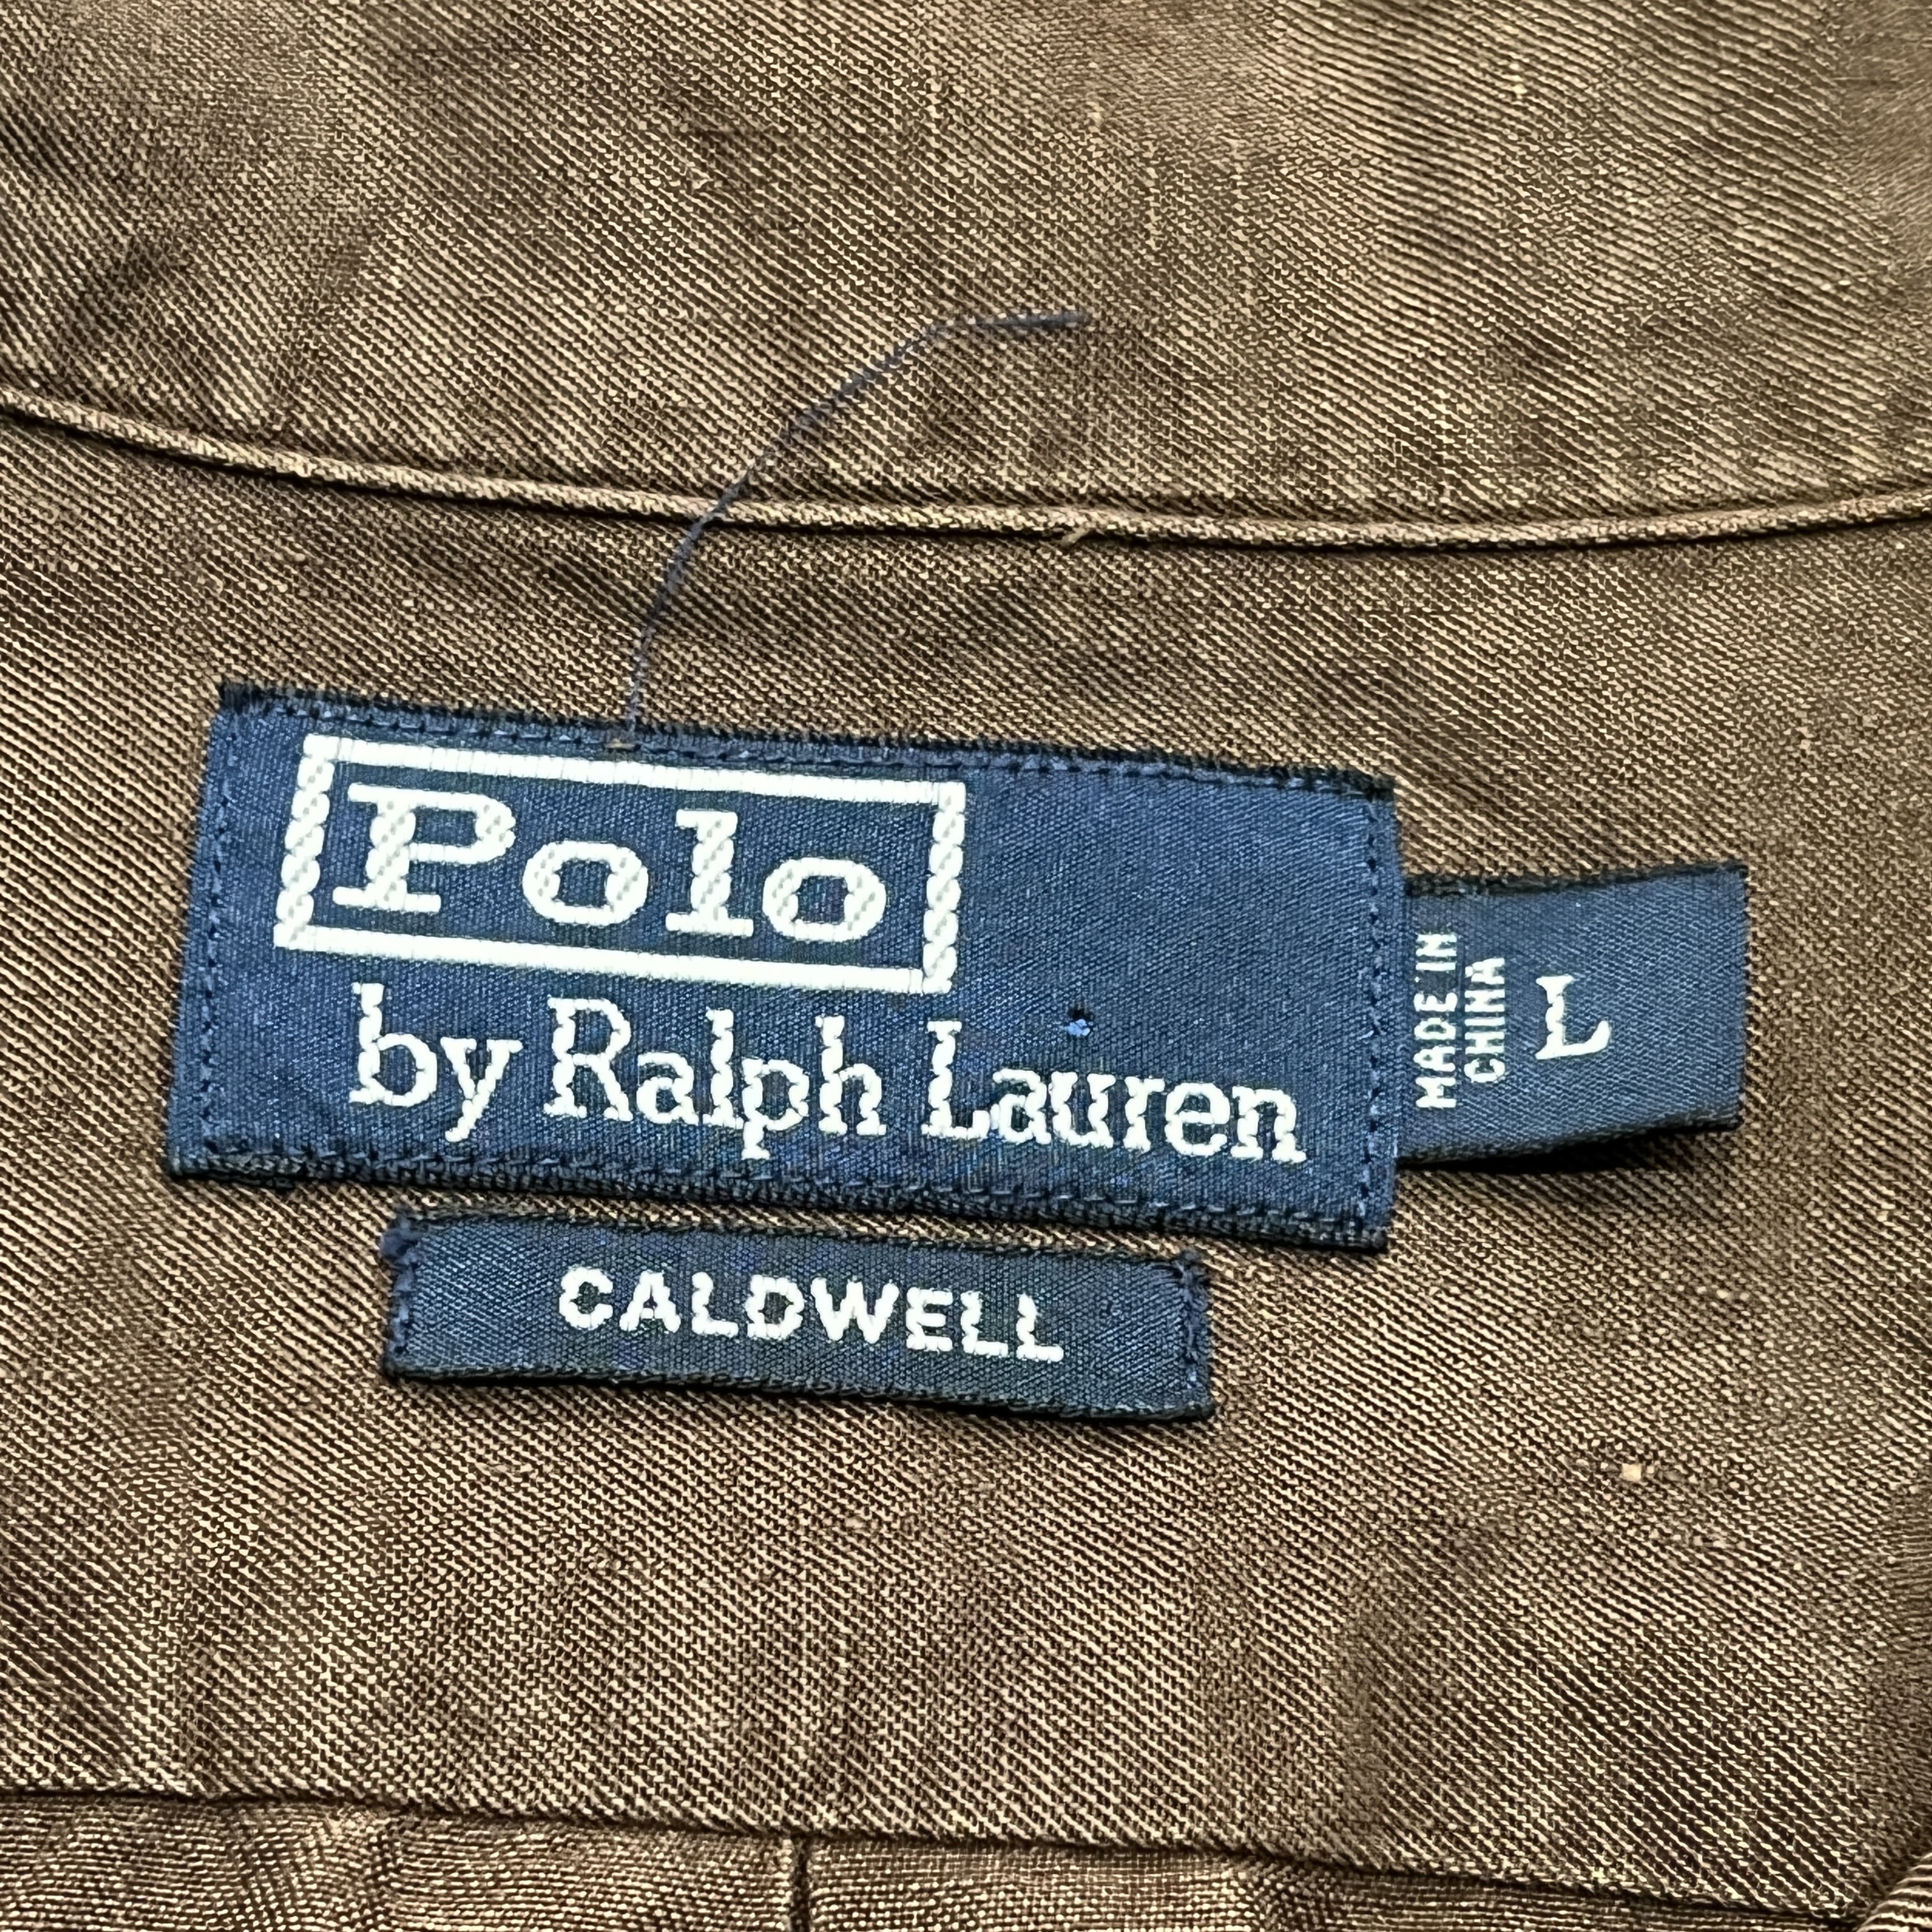 Polo
by Ralph Lauren
MADE IN
CHINA
L
CALDWELL